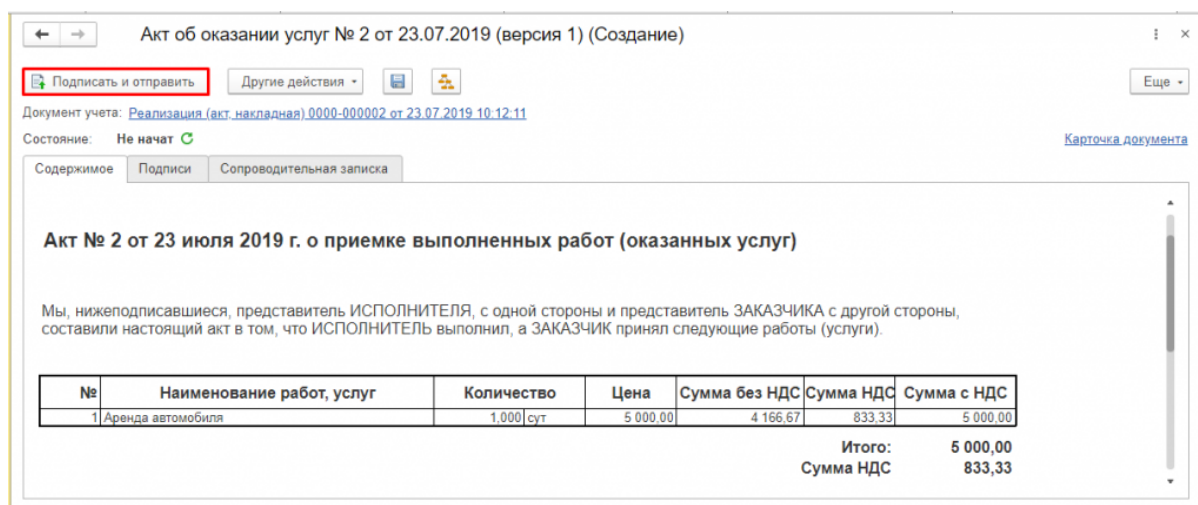 Акт об оказании услуг № 2 от 23.07.2019 (версия 1) (Создание)
Подписать и отправить Другие действия Еще
Документ учета: Реализация (акт, накладная) 0000-000002 от 23.07.2019 10:12:11
Состояние: Не начат Карточка документа
Содержимое Подписи Сопроводительная записка
Акт № 2 от 23 июля 2019 г. о приемке выполненных работ (оказанных услуг)
Мы, нижеподписавшиеся, представитель ИСПОЛНИТЕЛЯ, с одной стороны и представитель ЗАКАЗЧИКА с другой стороны,
составили настоящий акт в том, что ИСПОЛНИТЕЛЬ выполнил, а ЗАКАЗЧИК принял следующие работы (услуги).
№ Наименование работ, услуг Количество Цена Сумма без НДС Сумма НДС Сумма с НДС
1 Аренда автомобиля 1,000 сут 5 000,00 4 166,67 833,33 5 000,00
Итого: 5 000,00
Сумма НДС 833,33